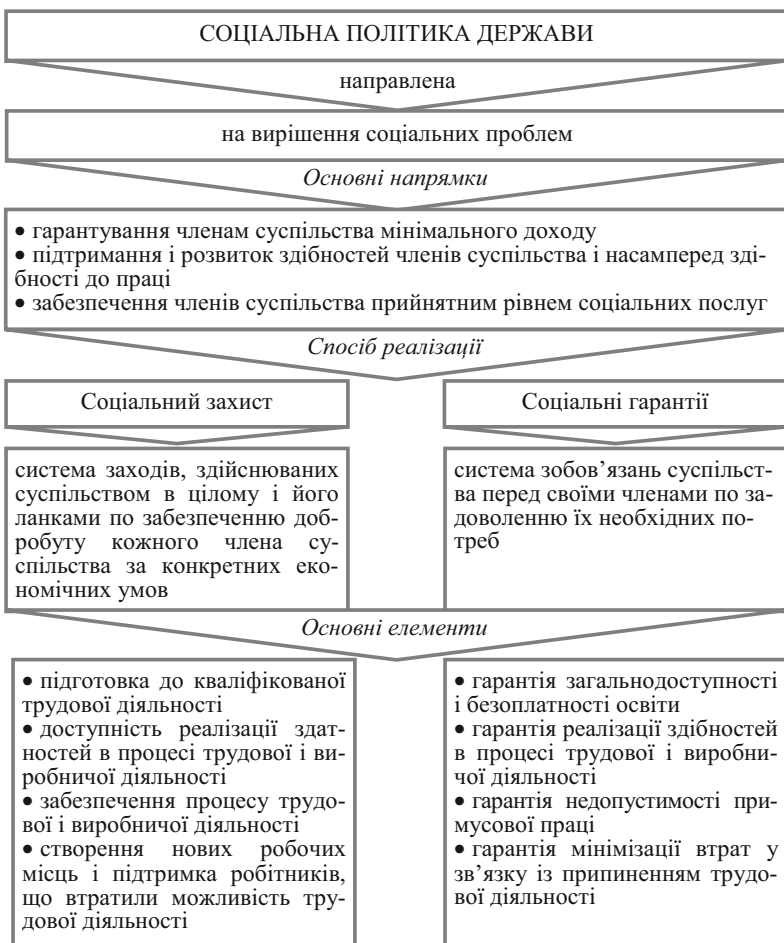 СОЦІАЛЬНА ПОЛІТИКА ДЕРЖАВИ
направлена
на вирішення соціальних проблем
Основні напрямки
• гарантування членам суспільства мінімального доходу
• підтримання і розвиток здібностей членів суспільства і насамперед зді-
бності до праці
• забезпечення членів суспільства прийнятним рівнем соціальних послуг
Спосіб реалізації
Соціальний захист
система заходів, здійснюваних
суспільством в цілому і його
ланками по забезпеченню доб-
робуту кожного члена су-
спільства за конкретних еко-
номічних умов
Соціальні гарантії
система зобов’язань суспільст-
ва перед своїми членами по за-
доволенню їх необхідних по-
треб
Основні елементи
• підготовка до кваліфікованої
трудової діяльності
• доступність реалізації здат-
ностей в процесі трудової і ви-
робничої діяльності
• забезпечення процесу трудо-
вої і виробничої діяльності
• створення нових робочих
місць і підтримка робітників,
що втратили можливість тру-
дової діяльності
• гарантія загальнодоступності
і безоплатності освіти
• гарантія реалізації здібностей
в процесі трудової і виробни-
чої діяльності
• гарантія недопустимості при-
мусової праці
• гарантія мінімізації втрат у
зв’язку із припиненням трудо-
вої діяльності